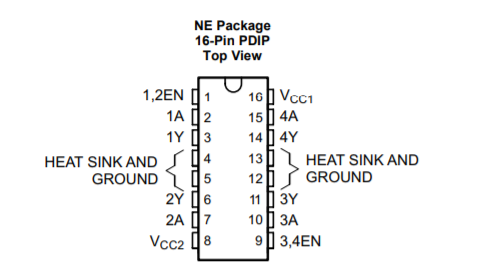 NE Package
16-Pin PDIP
Top View
1,2EN 1 16 VCC1
1A 2 15 4A
1Y 3 14 4Y
HEAT SINK AND 4 13 HEAT SINK AND
GROUND 5 12 GROUND
2Y 6 11 3Y
2A 7 10 3A
VCC2 8 9 3,4EN